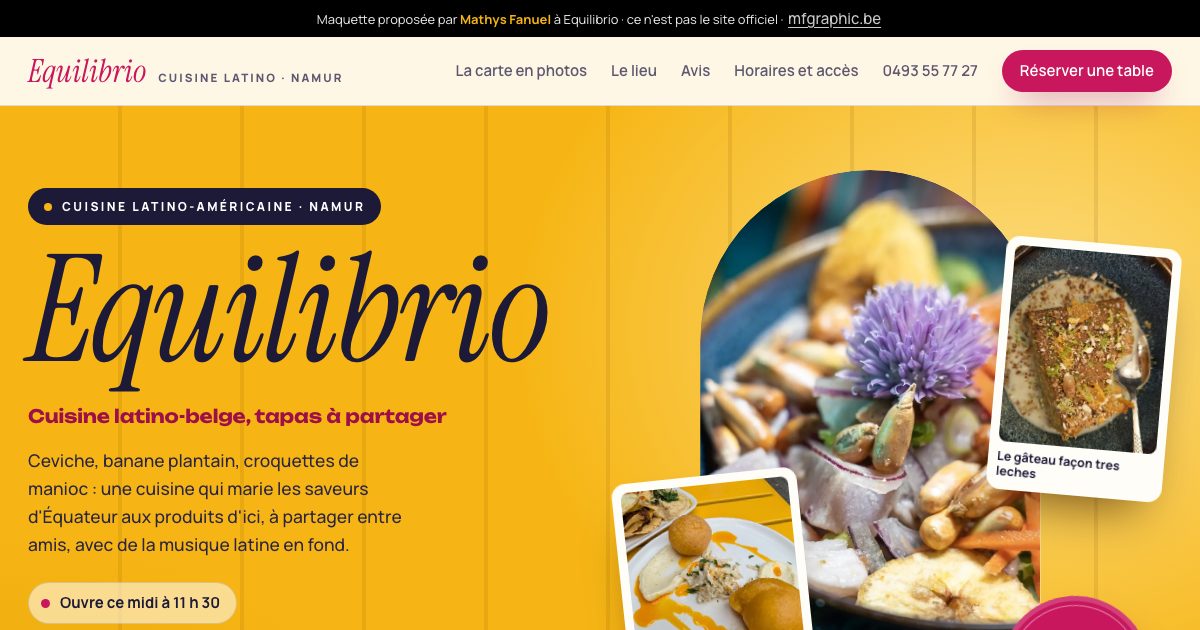 Maquette proposée par Mathys Fanuel à Equilibrio · ce n'est pas le site officiel · mfgraphic.be
Equilibrio CUISINE LATINO · NAMUR
La carte en photos Le lieu Avis Horaires et accès 0493 55 77 27 Réserver une table
CUISINE LATINO-AMÉRICAINE · NAMUR
Equilibrio
Cuisine latino-belge, tapas à partager
Ceviche, banane plantain, croquettes de
manioc : une cuisine qui marie les saveurs
d'Équateur aux produits d'ici, à partager entre
amis, avec de la musique latine en fond.
Ouvre ce midi à 11 h 30
Le gâteau façon tres
leches